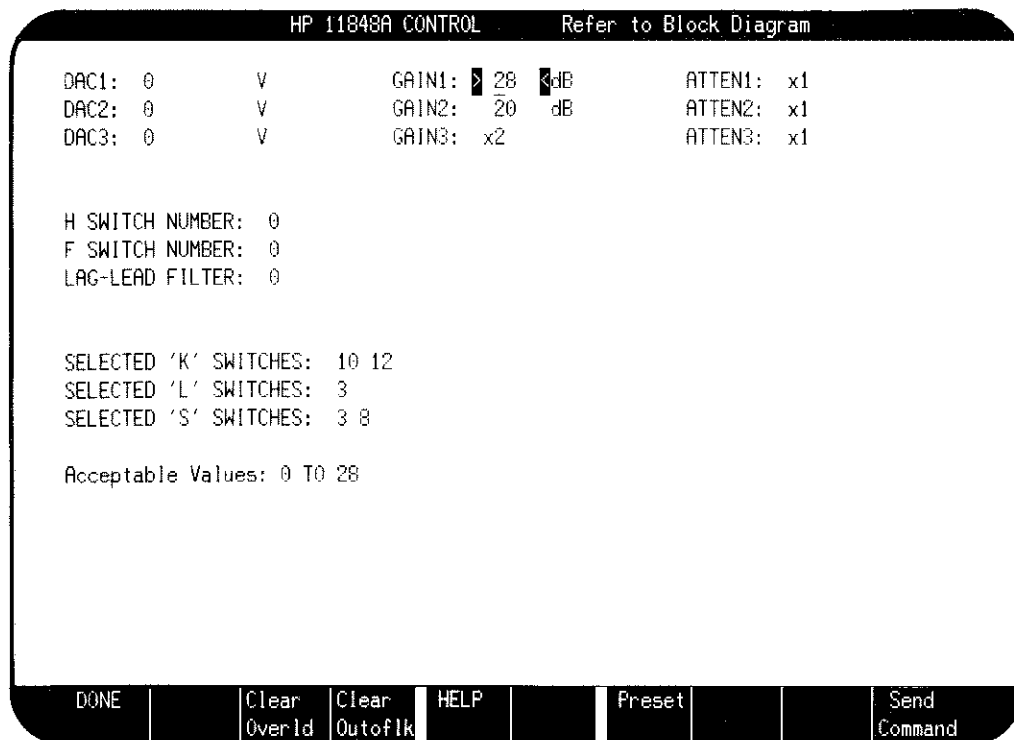 HP 11848A CONTROL Refer to Block Diagram
DAC1: 0 V GAIN1: > 28 <dB ATTEN1: x1
DAC2: 0 V GAIN2: 20 dB ATTEN2: x1
DAC3: 0 V GAIN3: x2 ATTEN3: x1
H SWITCH NUMBER: 0
F SWITCH NUMBER: 0
LAG-LEAD FILTER: 0
SELECTED 'K' SWITCHES: 10 12
SELECTED 'L' SWITCHES: 3
SELECTED 'S' SWITCHES: 3 8
Acceptable Values: 0 TO 28
DONE Clear Clear HELP Preset Send
Overld Outoflk Command